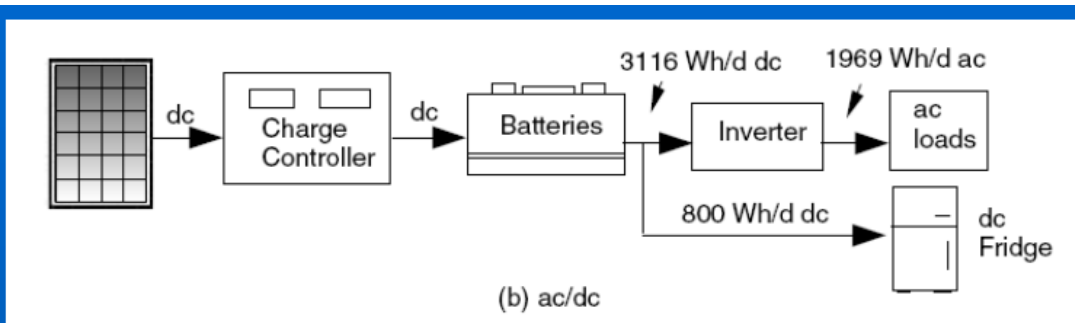 3116 Wh/d dc
1969 Wh/d ac
dc
Charge
Controller
dc
Batteries
Inverter
ac
loads
800 Wh/d dc
dc
Fridge
(b) ac/dc